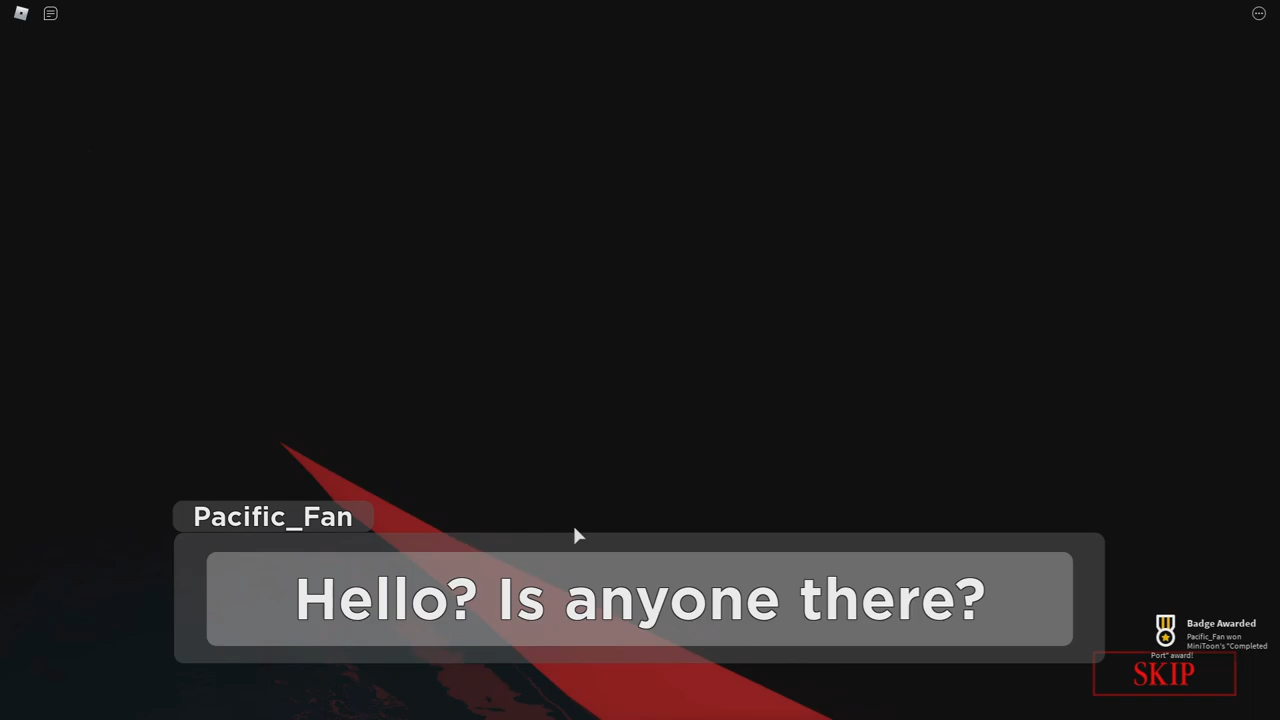 Pacific_Fan
Hello? Is anyone there?
Badge Awarded
Pacific_Fan won
MiniToon's "Completed
Port" award!
SKIP